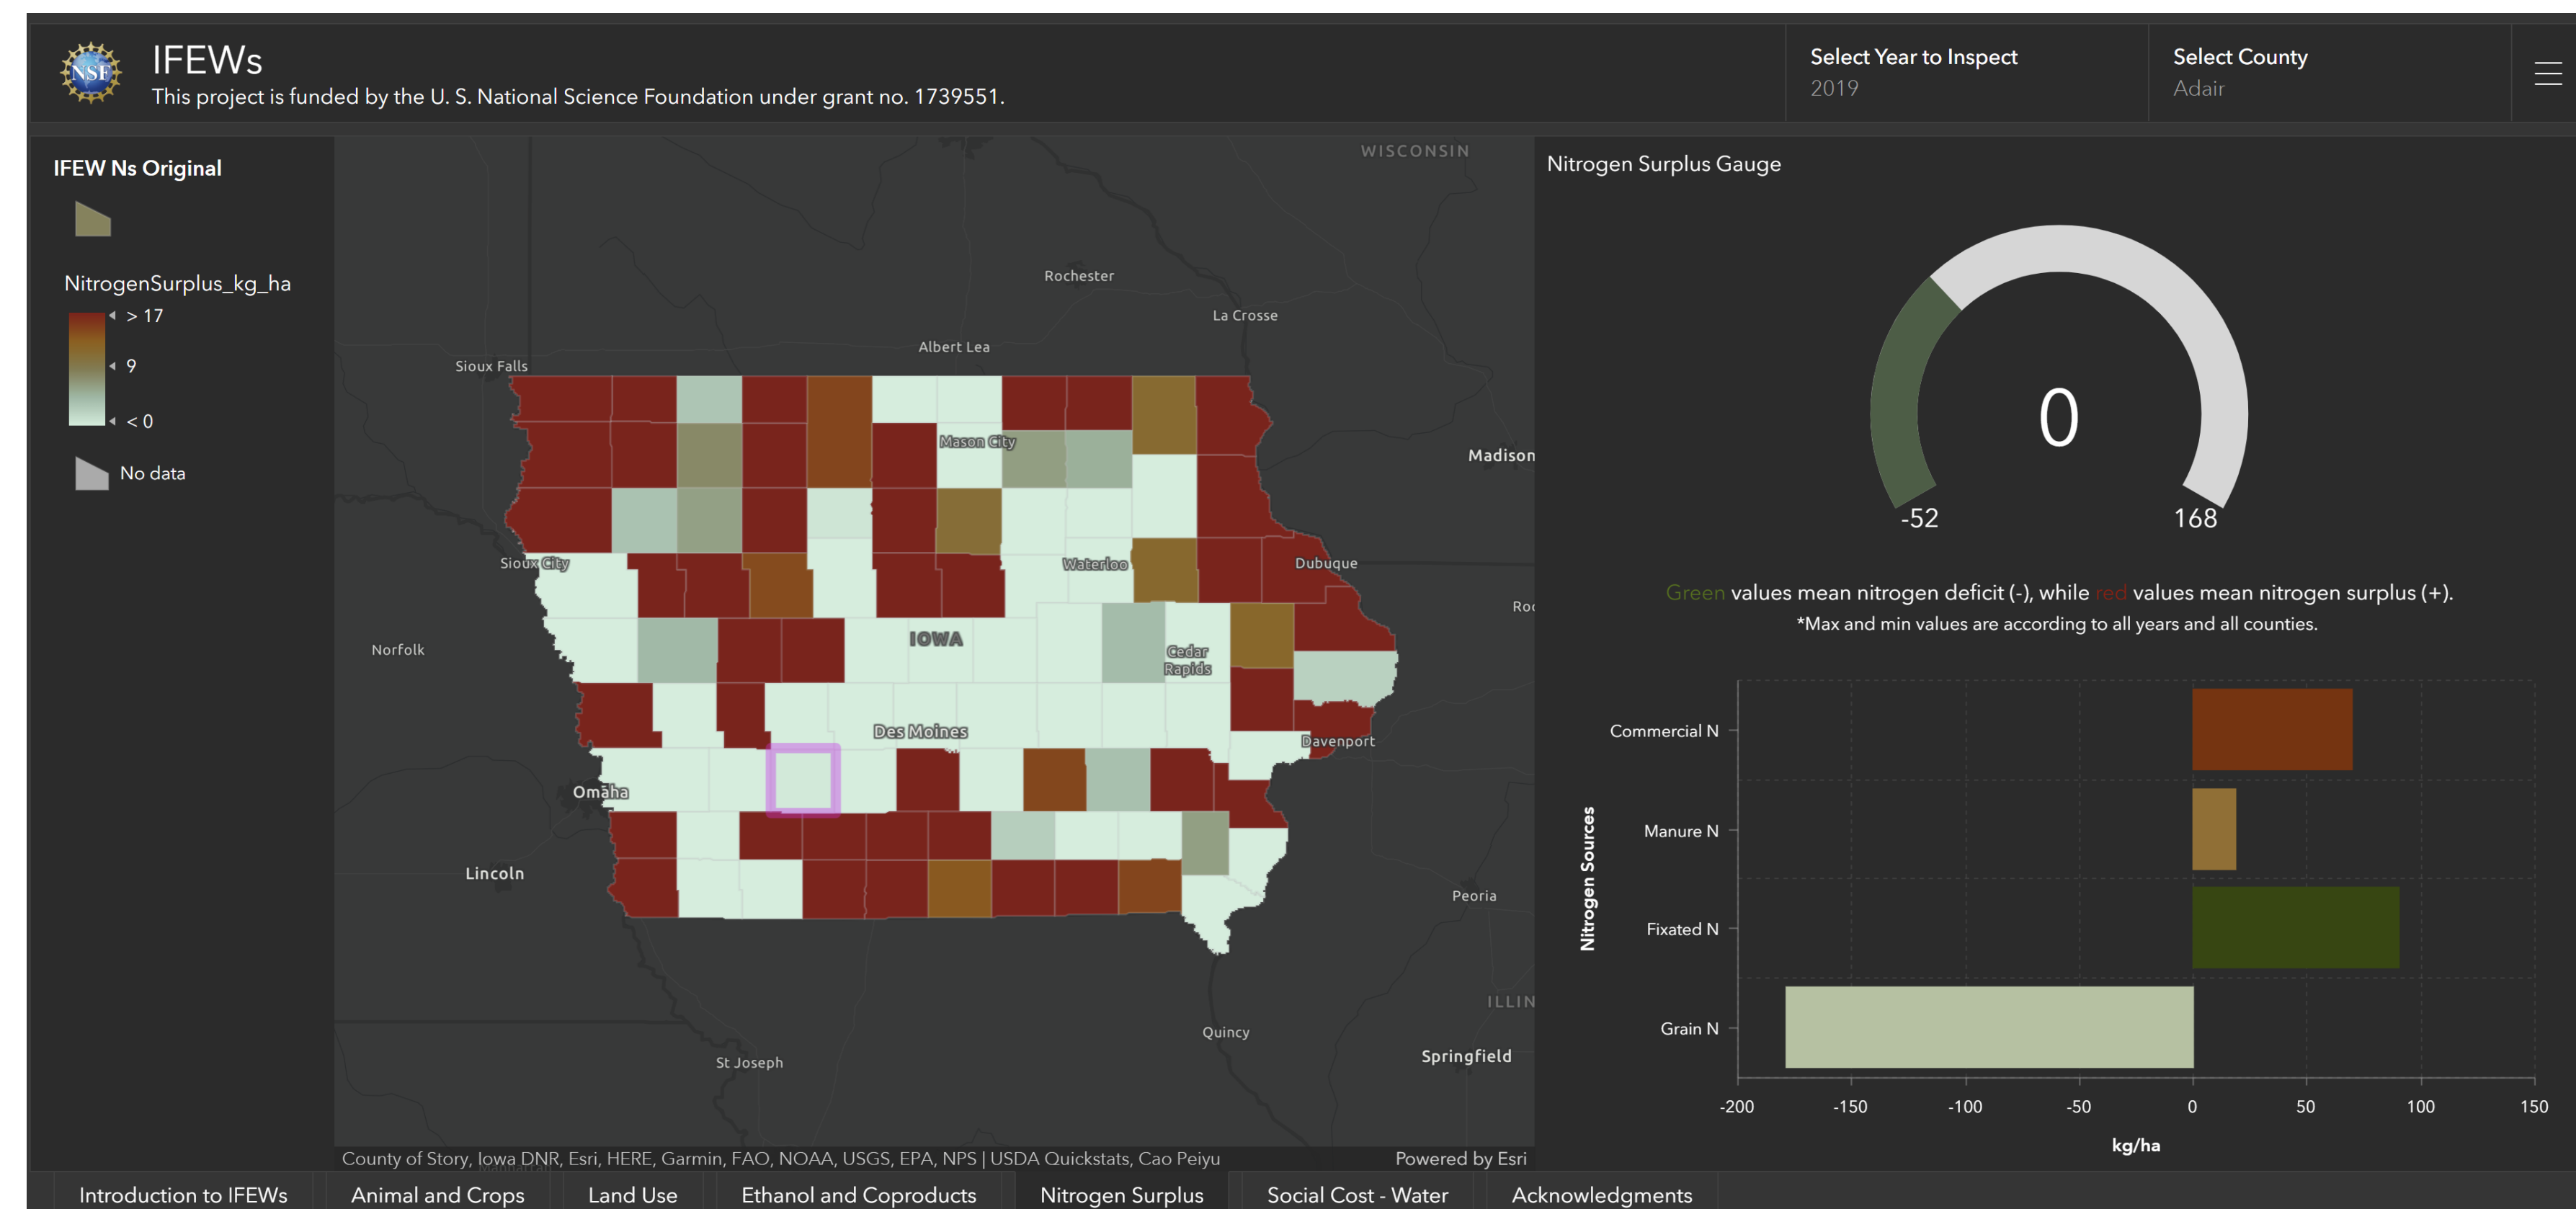 NSF
IFEWs
This project is funded by the U. S. National Science Foundation under grant no. 1739551.
Select Year to Inspect
2019
Select County
Adair
IFEW Ns Original
NitrogenSurplus_kg_ha
> 17
9
< 0
No data
WISCONSIN
Rochester
La Crosse
Albert Lea
Sioux Falls
Mason City
Madison
Sioux City
Waterloo
Dubuque
Roc
Norfolk
IOWA
Cedar
Rapids
Des Moines
Davenport
Omaha
Lincoln
Peoria
ILLIN
Quincy
Springfield
St Joseph
County of Story, Iowa DNR, Esri, HERE, Garmin, FAO, NOAA, USGS, EPA, NPS | USDA Quickstats, Cao Peiyu
Powered by Esri
Nitrogen Surplus Gauge
0
-52
168
Green values mean nitrogen deficit (-), while red values mean nitrogen surplus (+).
*Max and min values are according to all years and all counties.
Nitrogen Sources
Commercial N
Manure N
Fixated N
Grain N
-200
-150
-100
-50
0
50
100
150
kg/ha
Introduction to IFEWs
Animal and Crops
Land Use
Ethanol and Coproducts
Nitrogen Surplus
Social Cost - Water
Acknowledgments